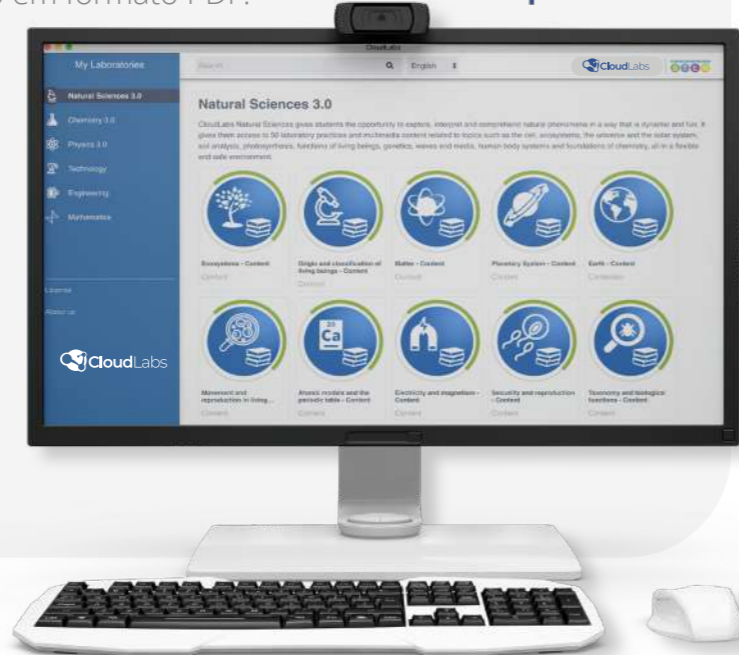 em formato PDF.
CloudLabs
My Laboratories
Search
English
CloudLabs
STEM
Natural Sciences 3.0
Chemistry 3.0
Physics 3.0
Technology
Engineering
Mathematics
License
About us
CloudLabs
Natural Sciences 3.0
CloudLabs Natural Sciences gives students the opportunity to explore, interpret and comprehend natural phenomena in a way that is dynamic and fun. It
gives them access to 50 laboratory practices and multimedia content related to topics such as the cell, ecosystems, the universe and the solar system,
soil analysis, photosynthesis, functions of living beings, genetics, waves and media, human body systems and foundations of chemistry, all in a flexible
and safe environment.
Ecosystems - Content
Content
Origin and classification of
living beings - Content
Content
Matter - Content
Content
Planetary System - Content
Content
Earth - Content
20
Ca
Movement and
reproduction in living...
Content
Atomic models and the
periodic table - Content
Content
Electricity and magnetism -
Content
Content
Sexuality and reproduction
- Content
Content
Taxonomy and biological
functions - Content
Content